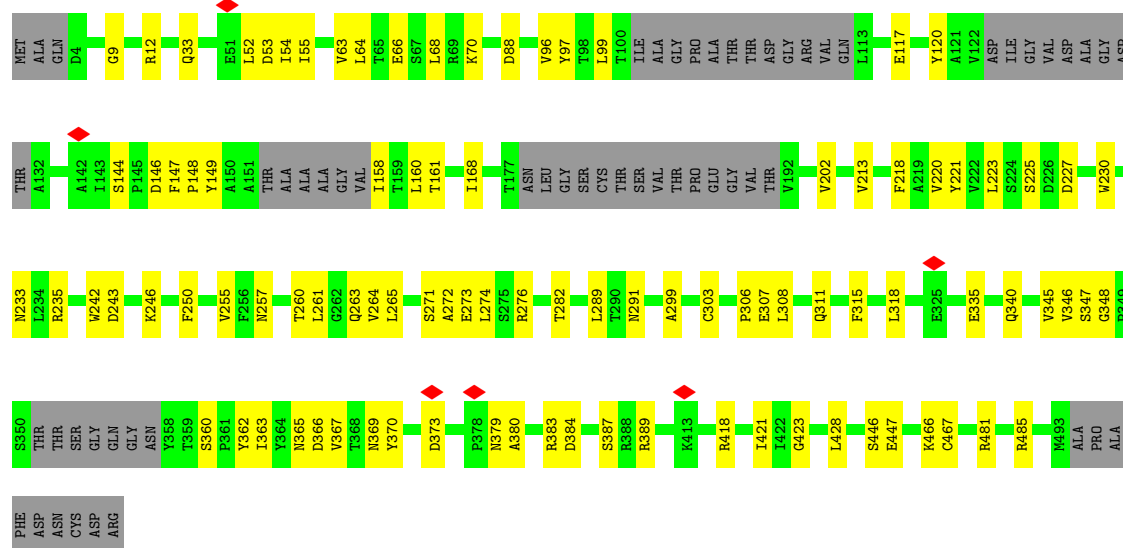 MET ALA GLN D4 G9 R12 Q33 E51 L52 D53 I54 I55 V63 L64 T65 E66 S67 L68 R69 K70 D88 V96 Y97 T98 L99 T100 ILE ALA GLY PRO ALA THR THR ASP GLY ARG VAL GLN L113 E117 Y120 A121 V122 ASP ILE GLY VAL ASP ALA GLY ASP
THR A132 A142 I143 S144 P145 D146 F147 P148 Y149 A150 A151 THR ALA ALA ALA GLY VAL I158 T159 L160 T161 I168 T177 ASN LEU GLY SER CYS THR SER VAL THR PRO GLU GLY VAL THR V192 V202 V213 F218 A219 V220 Y221 V222 L223 S224 S225 D226 D227 W230
N233 L234 R235 W242 D243 K246 F250 V255 F256 N257 T260 L261 G262 Q263 V264 L265 S271 A272 E273 L274 S275 R276 T282 L289 T290 N291 A299 C303 P306 E307 L308 Q311 F315 L318 E325 E335 Q340 V345 V346 S347 G348 P349
S350 THR THR SER GLY GLN GLY ASN Y358 T359 S360 P361 Y362 I363 Y364 N365 D366 V367 T368 N369 Y370 D373 P378 N379 A380 R383 D384 S387 R388 R389 K413 R418 I421 I422 G423 L428 S446 E447 K466 C467 R481 R485 M493 ALA PRO ALA
PHE ASP ASN CYS ASP ARG